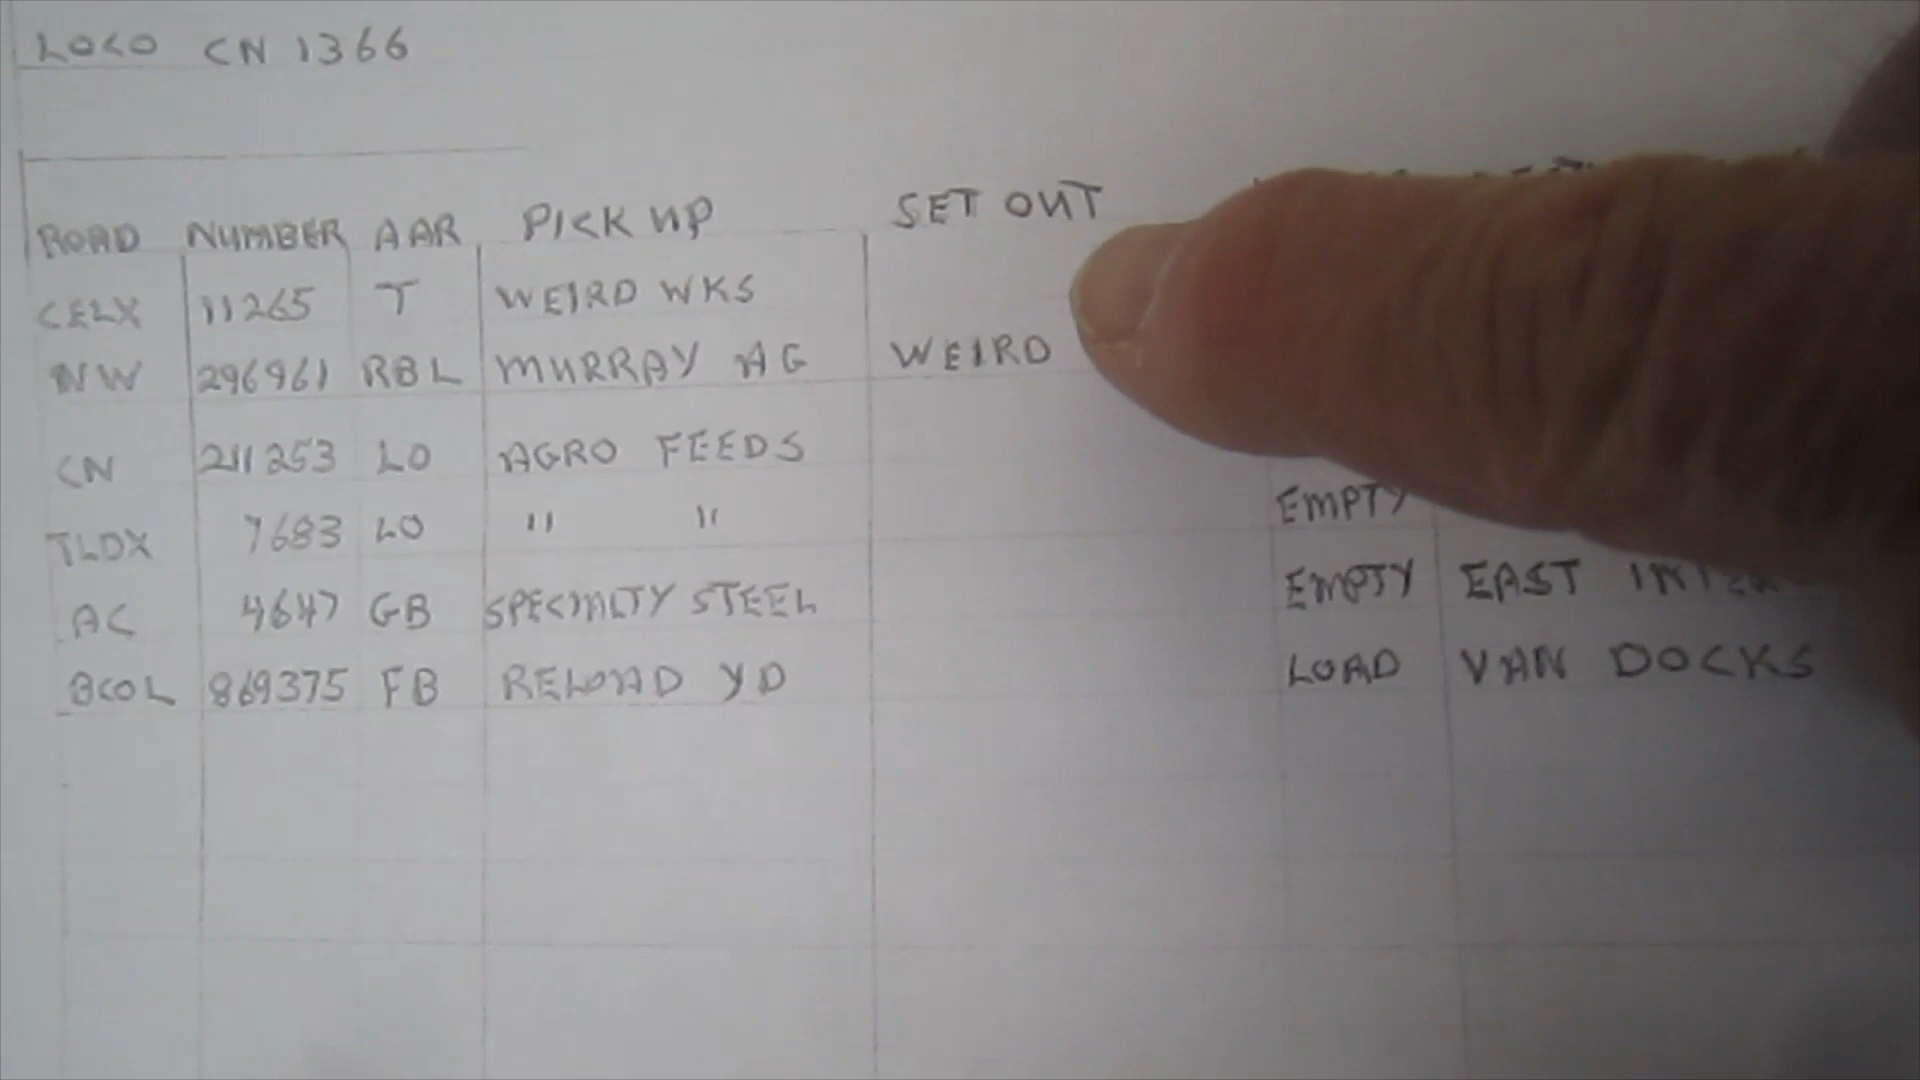 LOCO CN 1366
ROAD NUMBER AAR PICK UP SET OUT
CELX 11265 T WEIRD WKS
NW 296961 RBL MURRAY AG WEIRD
CN 211253 LO AGRO FEEDS
TLDX 7683 LO " " EMPTY
AC 4647 GB SPECIALTY STEEL EMPTY EAST
BCOL 869375 FB RELOAD YD LOAD VAN DOCKS